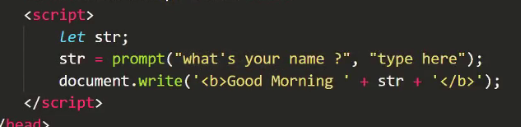 <script>
let str;
str = prompt("what's your name ?", "type here");
document.write('<b>Good Morning ' + str + '</b>');
</script>
/head>